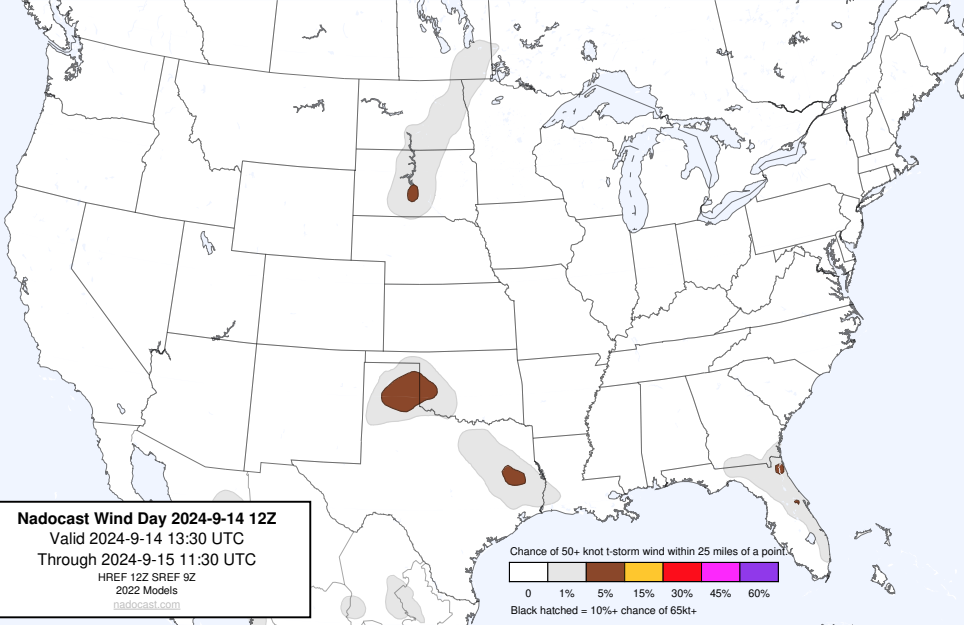 Nadocast Wind Day 2024-9-14 12Z
Valid 2024-9-14 13:30 UTC
Through 2024-9-15 11:30 UTC
HREF 12Z SREF 9Z
2022 Models
nadocast.com
Chance of 50+ knot t-storm wind within 25 miles of a point.
0 1% 5% 15% 30% 45% 60%
Black hatched = 10%+ chance of 65kt+